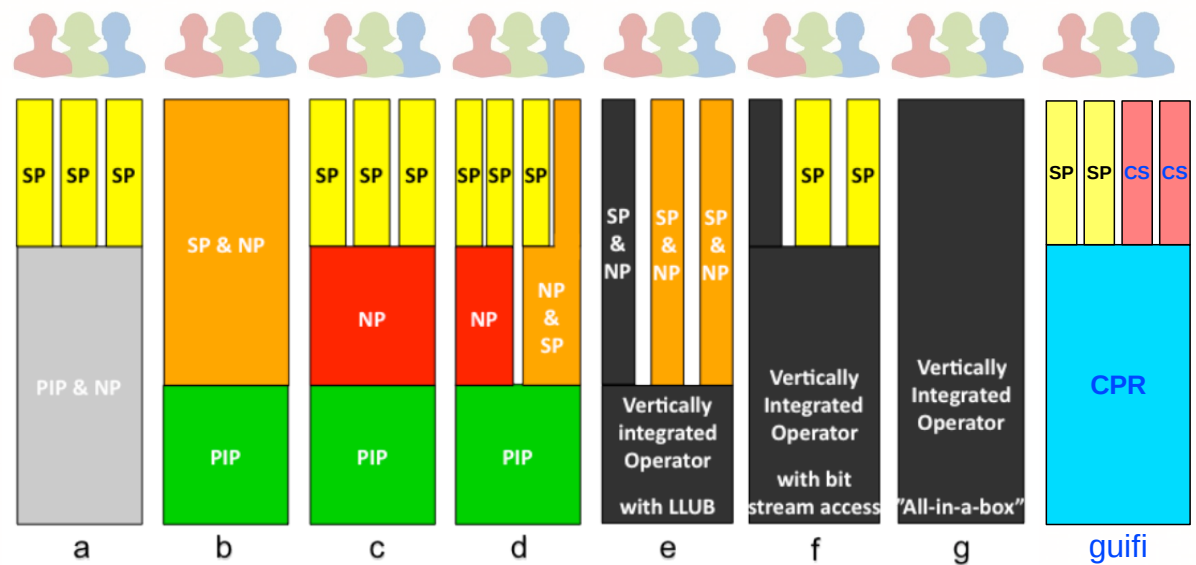 SP SP SP
PIP & NP
a
SP & NP
PIP
b
SP SP SP
NP
PIP
c
SP SP SP
NP
NP
&
SP
PIP
d
SP
&
NP
SP
&
NP
SP
&
NP
Vertically
integrated
Operator
with LLUB
e
SP SP
Vertically
Integrated
Operator
with bit
stream access
f
Vertically
Integrated
Operator
"All-in-a-box"
g
SP SP CS CS
CPR
guifi